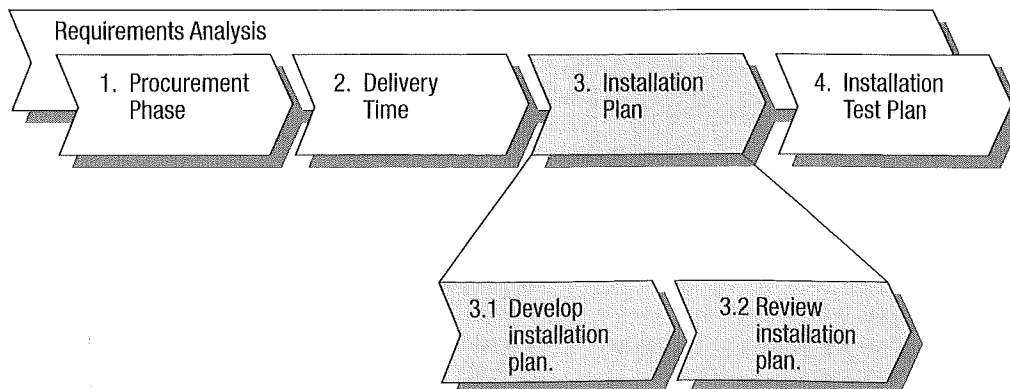 Requirements Analysis
1. Procurement
Phase
2. Delivery
Time
3. Installation
Plan
4. Installation
Test Plan
3.1 Develop
installation
plan.
3.2 Review
installation
plan.